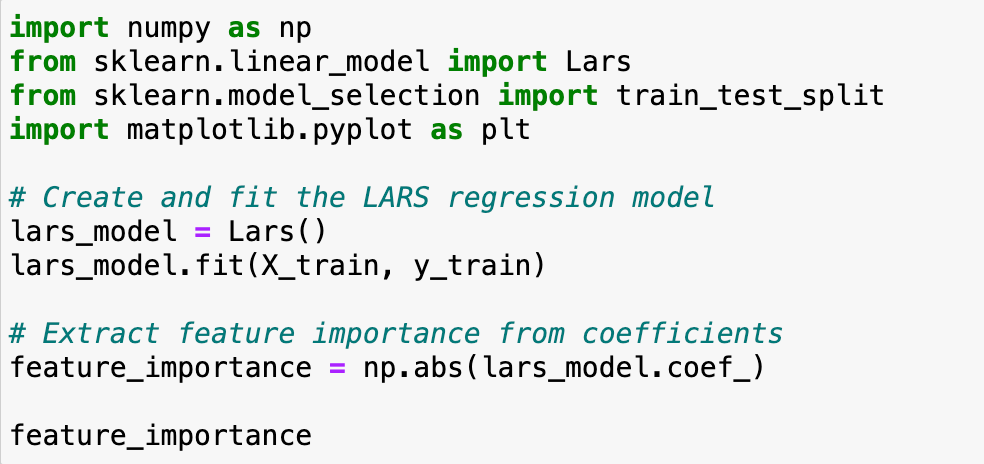 import numpy as np
from sklearn.linear_model import Lars
from sklearn.model_selection import train_test_split
import matplotlib.pyplot as plt
# Create and fit the LARS regression model
lars_model = Lars()
lars_model.fit(X_train, y_train)
# Extract feature importance from coefficients
feature_importance = np.abs(lars_model.coef_)
feature_importance